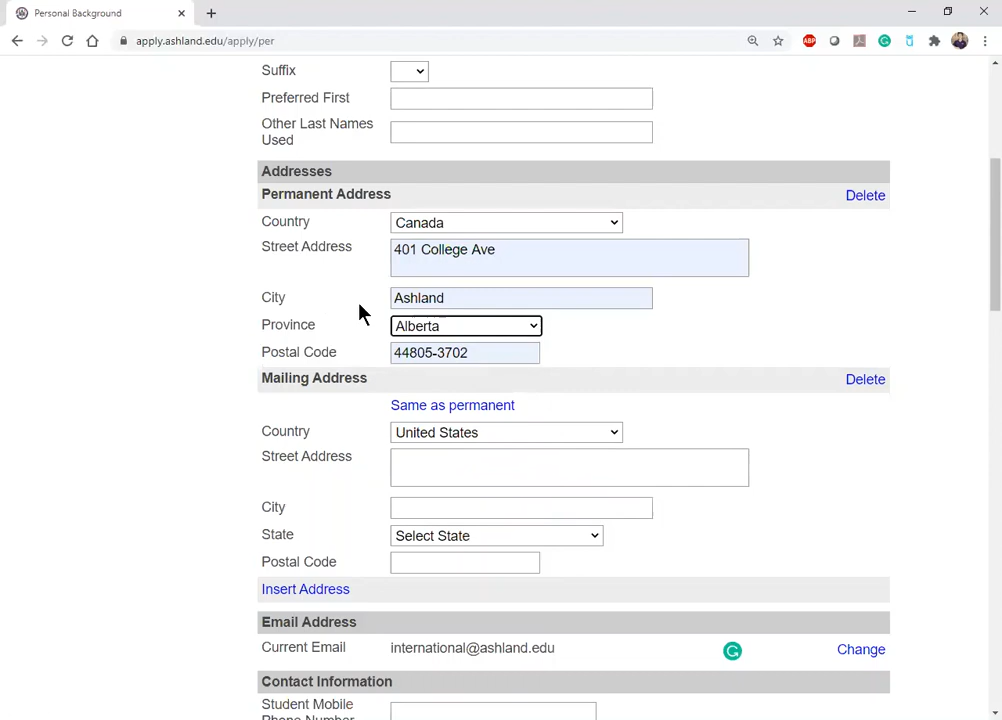 Personal Background
apply.ashland.edu/apply/per
ABP
Suffix
Preferred First
Other Last Names
Used
Addresses
Permanent Address
Delete
Country
Canada
Street Address
401 College Ave
City
Ashland
Province
Alberta
Postal Code
44805-3702
Mailing Address
Delete
Same as permanent
Country
United States
Street Address
City
State
Select State
Postal Code
Insert Address
Email Address
Current Email
international@ashland.edu
Change
Contact Information
Student Mobile
Phone Number